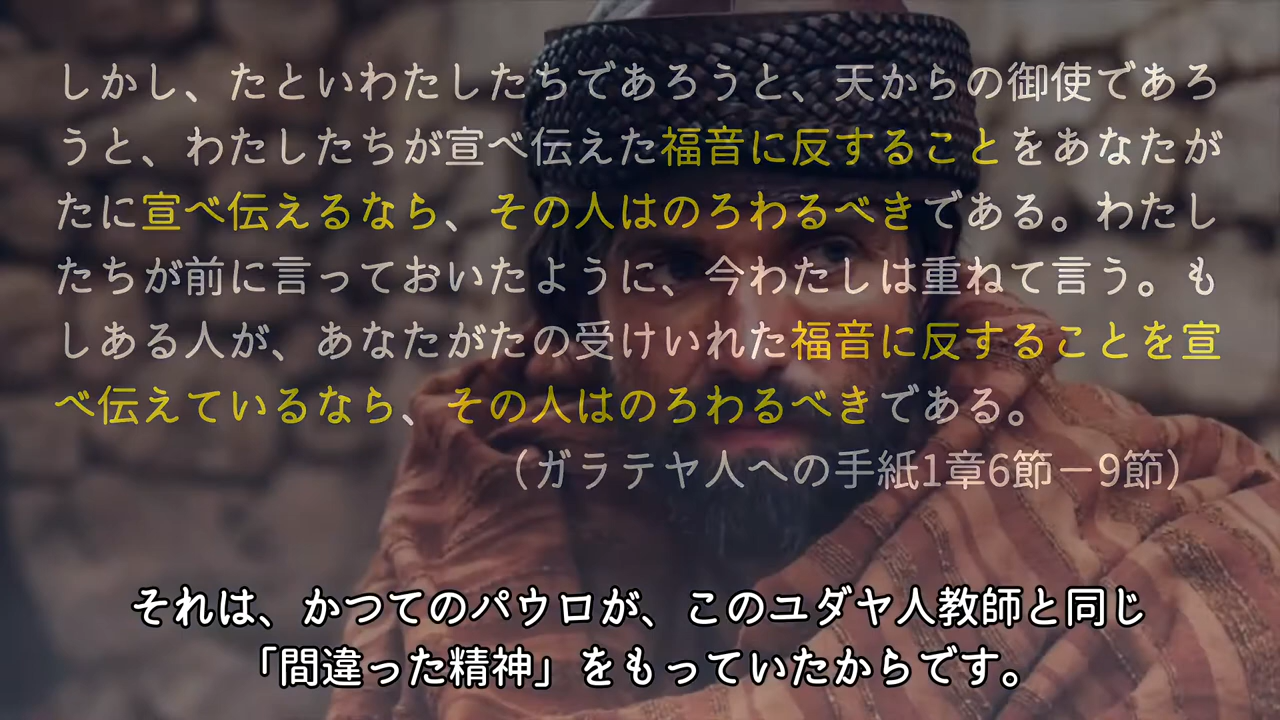 しかし、たといわたしたちであろうと、天からの御使であろ
うと、わたしたちが宣べ伝えた福音に反することをあなたが
たに宣べ伝えるなら、その人はのろわるべきである。わたし
たちが前に言っておいたように、今わたしは重ねて言う。も
しある人が、あなたがたの受けいれた福音に反することを宣
べ伝えているなら、その人はのろわるべきである。
（ガラテヤ人への手紙1章6節－9節）
それは、かつてのパウロが、このユダヤ人教師と同じ
「間違った精神」をもっていたからです。